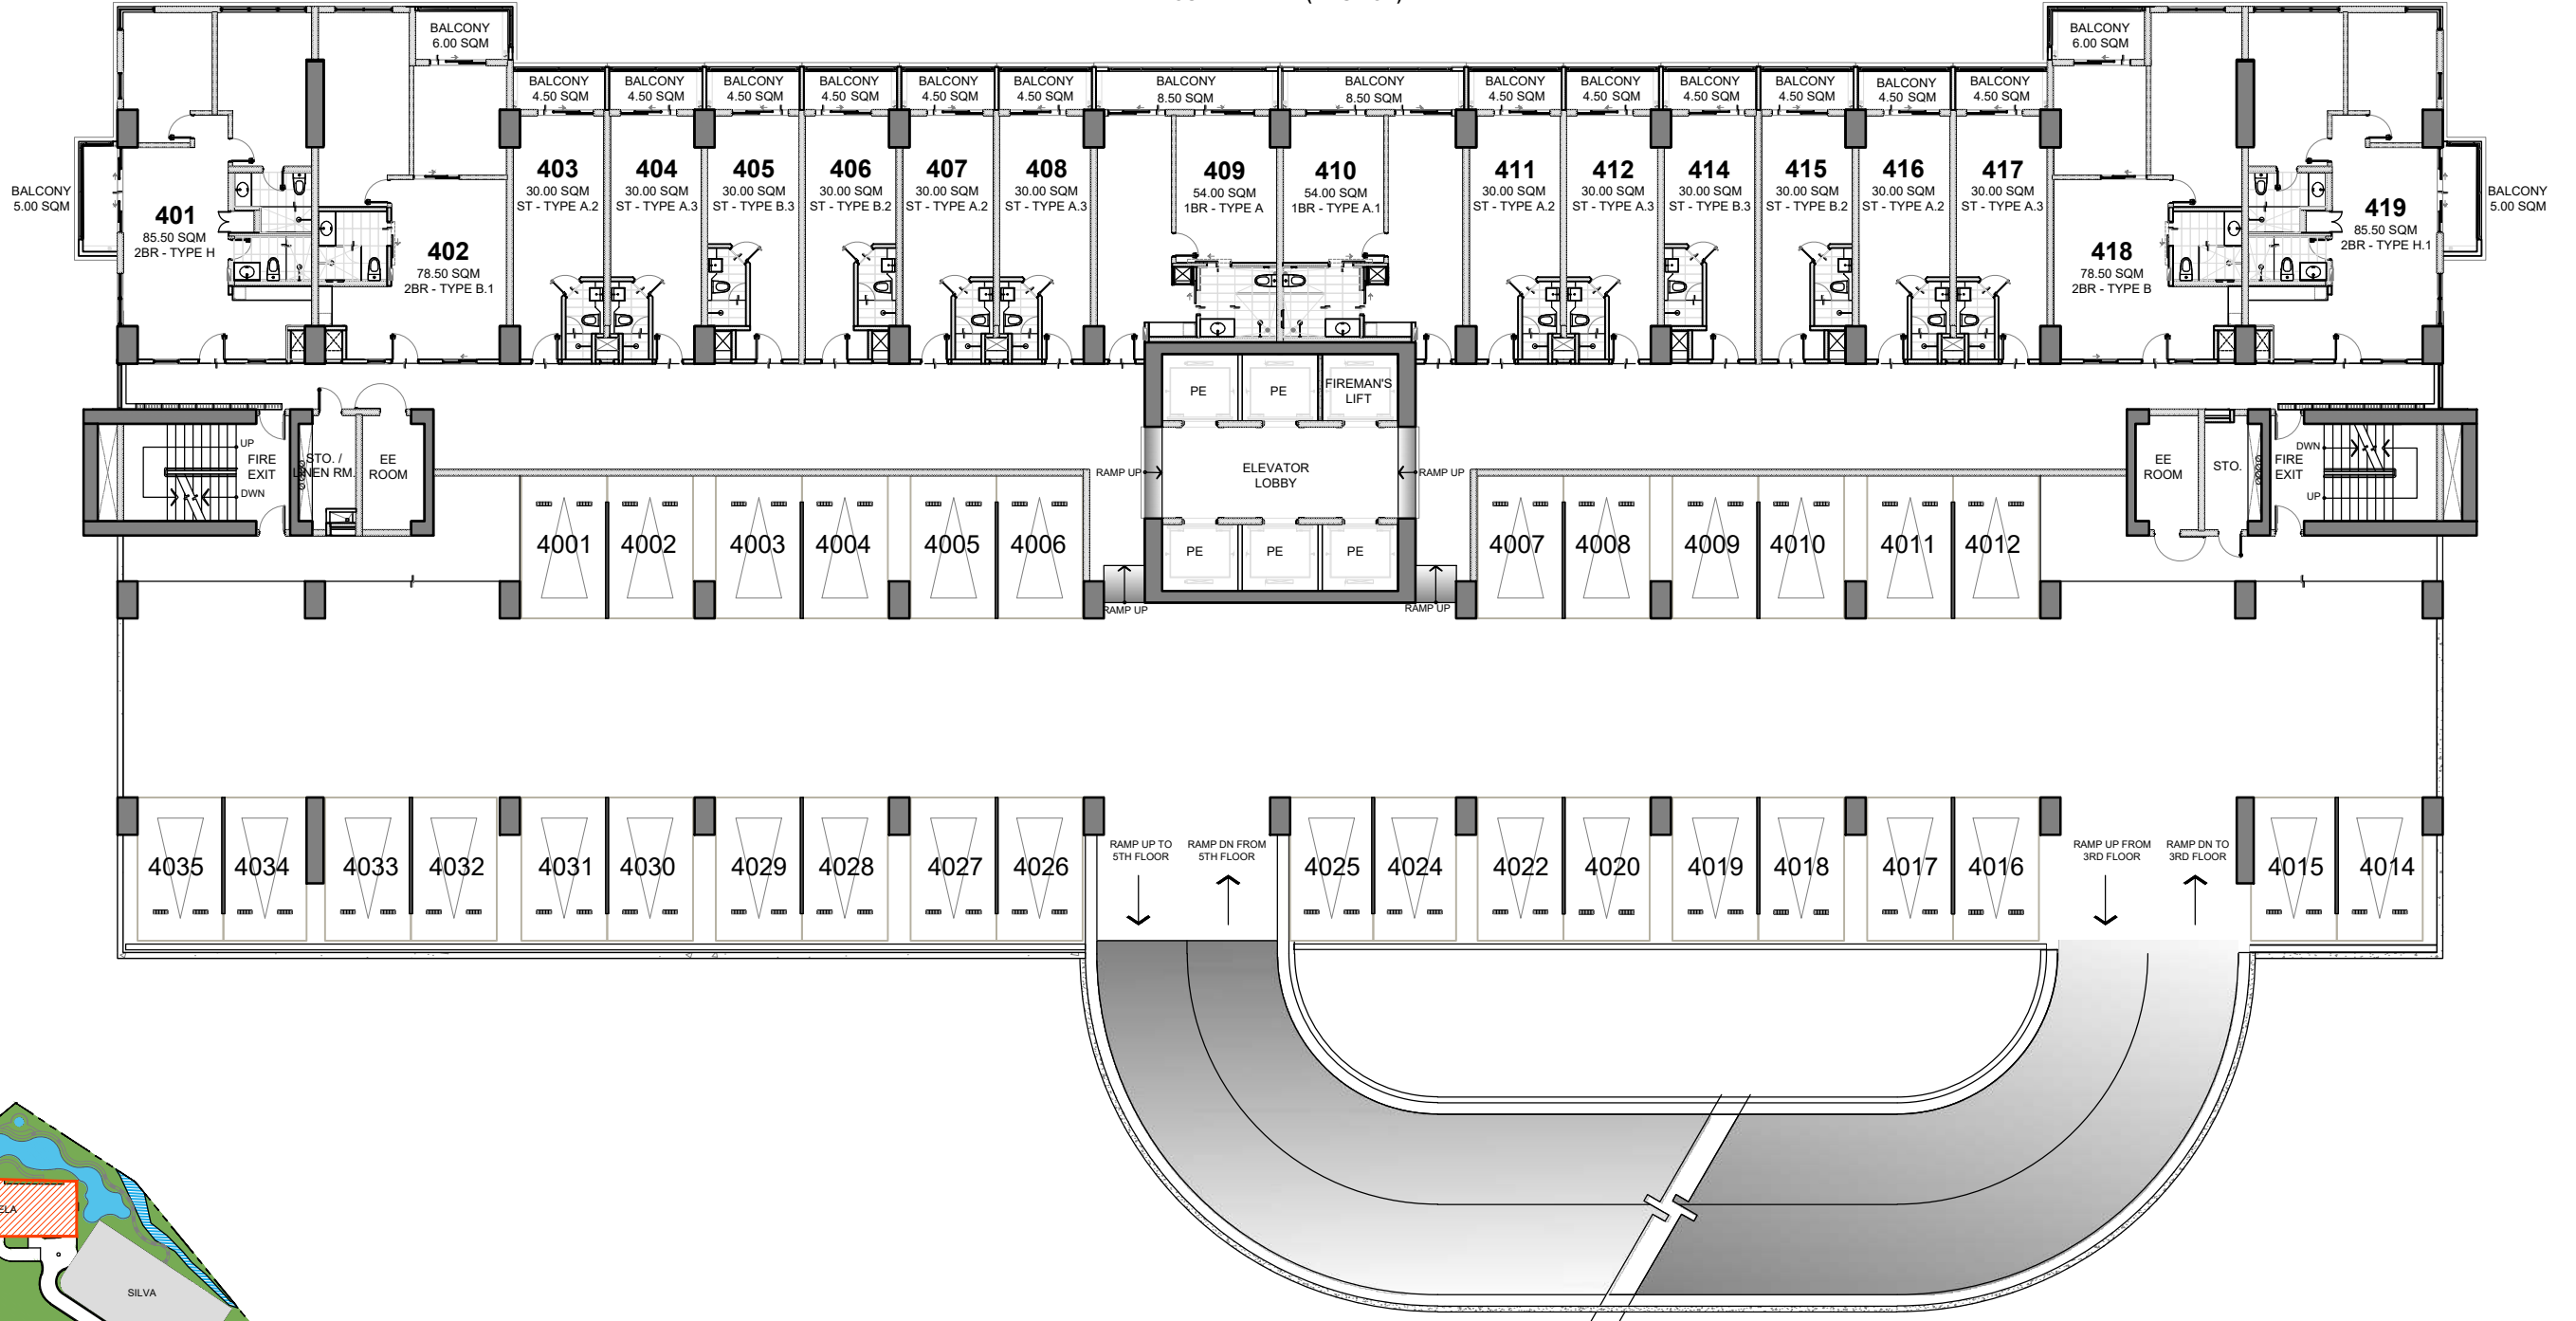 BALCONY
6.00 SQM
BALCONY
6.00 SQM
BALCONY
4.50 SQM
BALCONY
4.50 SQM
BALCONY
4.50 SQM
BALCONY
4.50 SQM
BALCONY
4.50 SQM
BALCONY
4.50 SQM
BALCONY
8.50 SQM
BALCONY
8.50 SQM
BALCONY
4.50 SQM
BALCONY
4.50 SQM
BALCONY
4.50 SQM
BALCONY
4.50 SQM
BALCONY
4.50 SQM
BALCONY
4.50 SQM
BALCONY
5.00 SQM
401
85.50 SQM
2BR - TYPE H
402
78.50 SQM
2BR - TYPE B.1
403
30.00 SQM
ST - TYPE A.2
404
30.00 SQM
ST - TYPE A.3
405
30.00 SQM
ST - TYPE B.3
406
30.00 SQM
ST - TYPE B.2
407
30.00 SQM
ST - TYPE A.2
408
30.00 SQM
ST - TYPE A.3
409
54.00 SQM
1BR - TYPE A
410
54.00 SQM
1BR - TYPE A.1
411
30.00 SQM
ST - TYPE A.2
412
30.00 SQM
ST - TYPE A.3
414
30.00 SQM
ST - TYPE B.3
415
30.00 SQM
ST - TYPE B.2
416
30.00 SQM
ST - TYPE A.2
417
30.00 SQM
ST - TYPE A.3
418
78.50 SQM
2BR - TYPE B
419
85.50 SQM
2BR - TYPE H.1
BALCONY
5.00 SQM
PE
PE
FIREMAN'S
LIFT
UP
DWN
FIRE
EXIT
STO. /
LINEN RM.
EE
ROOM
RAMP UP
ELEVATOR
LOBBY
RAMP UP
EE
ROOM
STO.
FIRE
EXIT
DWN
UP
4001
4002
4003
4004
4005
4006
PE
PE
PE
4007
4008
4009
4010
4011
4012
RAMP UP
RAMP UP
4035
4034
4033
4032
4031
4030
4029
4028
4027
4026
RAMP UP TO
5TH FLOOR
RAMP DN FROM
5TH FLOOR
4025
4024
4022
4020
4019
4018
4017
4016
RAMP UP FROM
3RD FLOOR
RAMP DN TO
3RD FLOOR
4015
4014
ELA
SILVA